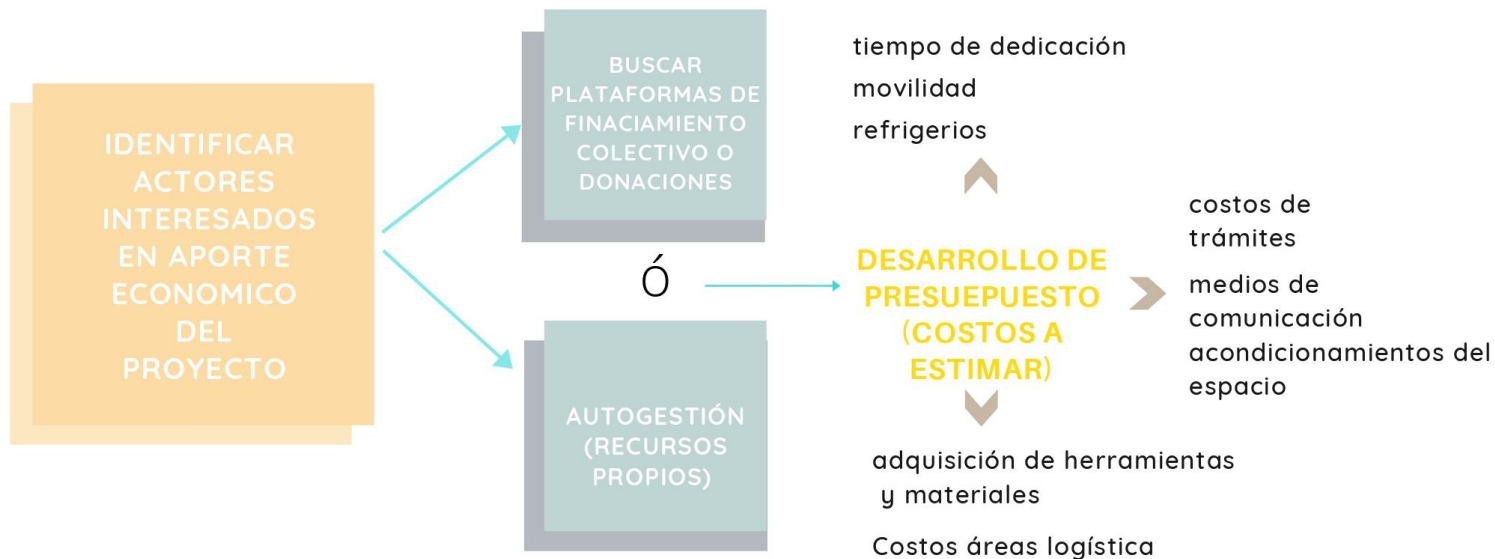 IDENTIFICAR
ACTORES
INTERESADOS
EN APORTE
ECONOMICO
DEL
PROYECTO
BUSCAR
PLATAFORMAS DE
FINACIAMIENTO
COLECTIVO O
DONACIONES
Ó
AUTOGESTIÓN
(RECURSOS
PROPIOS)
DESARROLLO DE
PRESUEPUESTO
(COSTOS A
ESTIMAR)
tiempo de dedicación
movilidad
refrigerios
costos de
trámites
medios de
comunicación
acondicionamientos del
espacio
adquisición de herramientas
y materiales
Costos áreas logística